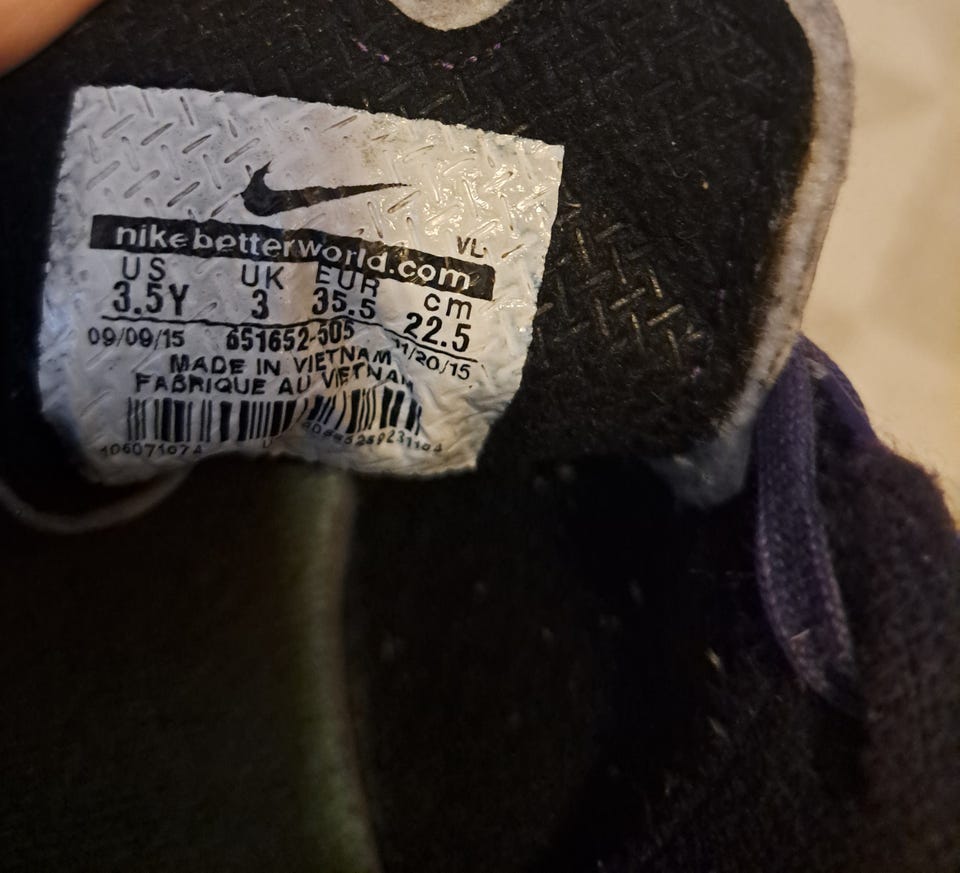 nikebetterworld.com VL
US UK EUR cm
3.5Y 3 35.5 22.5
09/09/15 651652-505 11/20/15
MADE IN VIETNAM
FABRIQUE AU VIETNAM